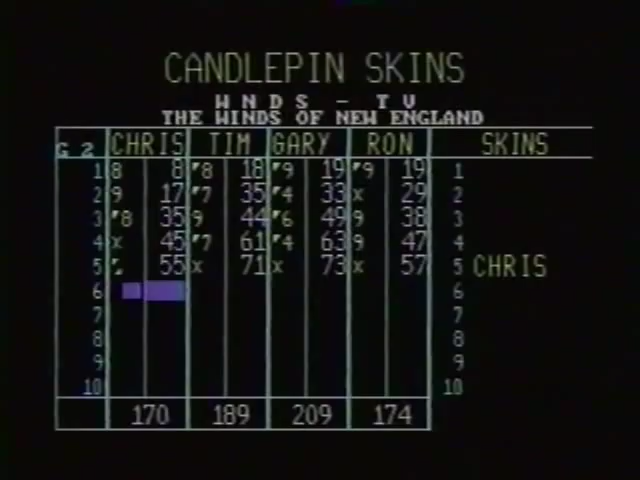 CANDLEPIN SKINS
WNDS - TV
THE WINDS OF NEW ENGLAND
G 2 CHRIS TIM GARY RON SKINS
1 8 8 8 18 9 19 9 19 1
2 9 17 7 35 4 33 x 29 2
3 8 35 9 44 6 49 9 38 3
4 x 45 7 61 4 63 9 47 4
5 55 x 71 x 73 x 57 5 CHRIS
6 6
7 7
8 8
9 9
10 10
170 189 209 174